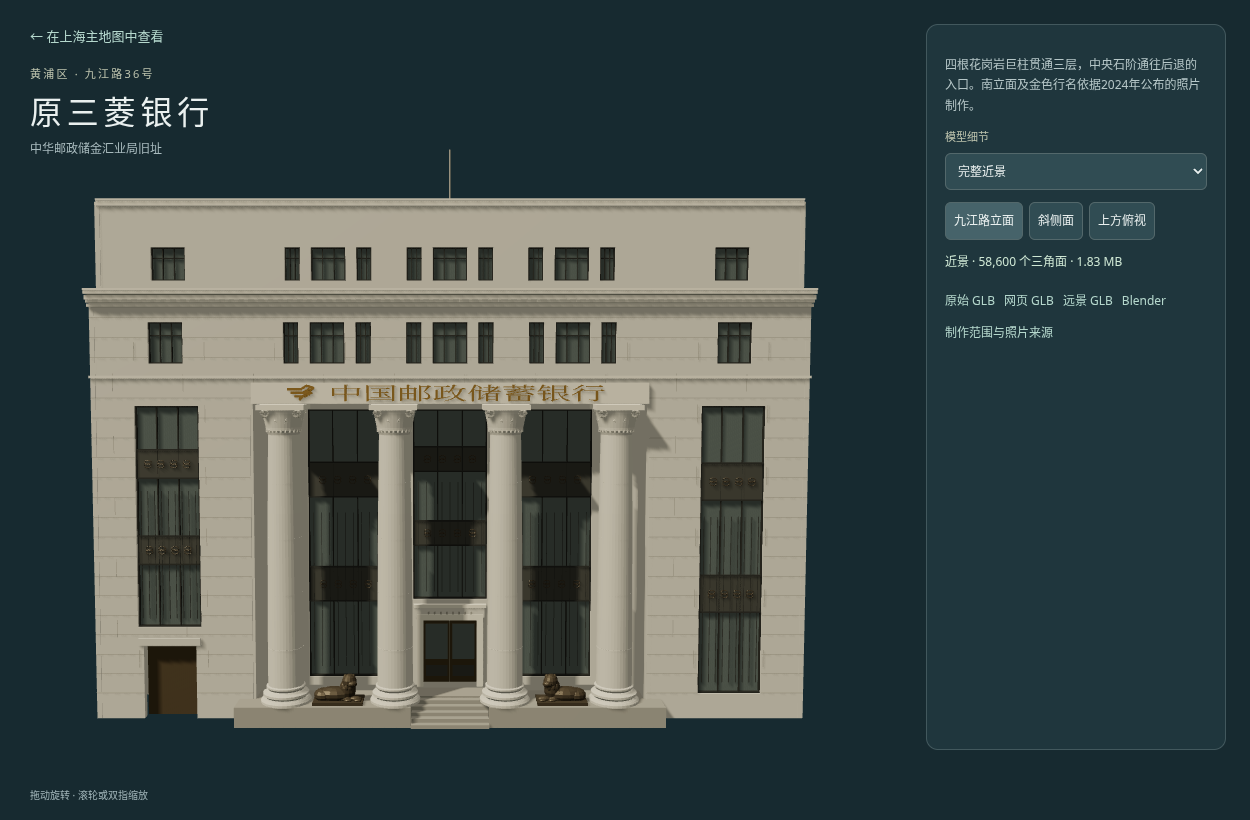 ← 在上海主地图中查看
黄浦区 · 九江路36号
原三菱银行
中华邮政储金汇业局旧址
中国邮政储蓄银行
拖动旋转 · 滚轮或双指缩放
四根花岗岩巨柱贯通三层，中央石阶通往后退的
入口。南立面及金色行名依据2024年公布的照片
制作。
模型细节
完整近景
九江路立面 斜侧面 上方俯视
近景 · 58,600 个三角面 · 1.83 MB
原始 GLB 网页 GLB 远景 GLB Blender
制作范围与照片来源